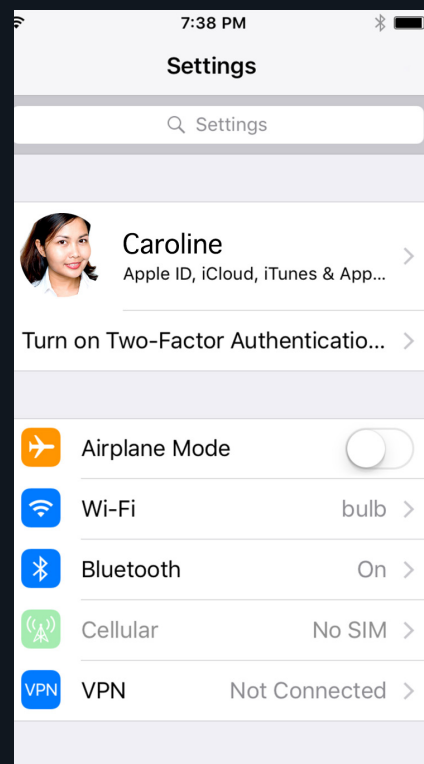 7:38 PM
Settings
Settings
Caroline
Apple ID, iCloud, iTunes & App...
Turn on Two-Factor Authenticatio...
Airplane Mode
Wi-Fi bulb
Bluetooth On
Cellular No SIM
VPN VPN Not Connected